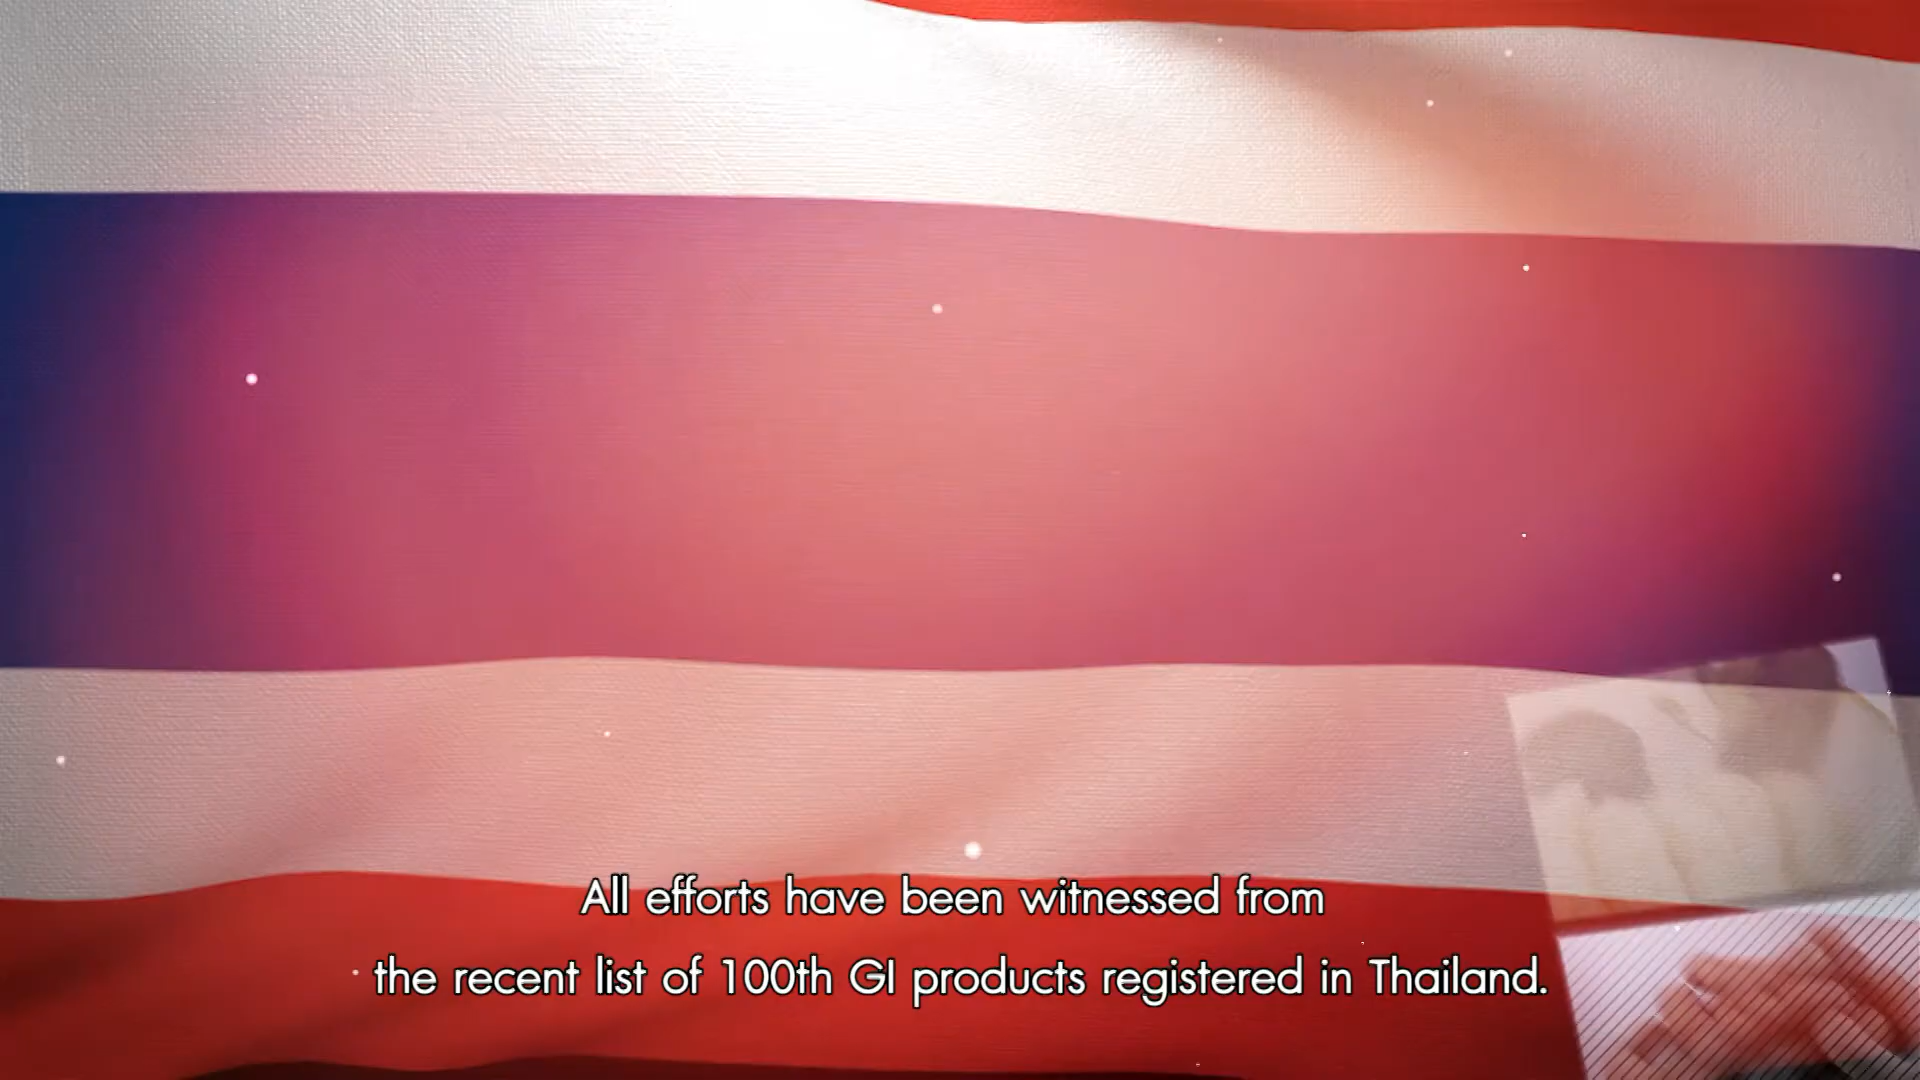 All efforts have been witnessed from
the recent list of 100th GI products registered in Thailand.